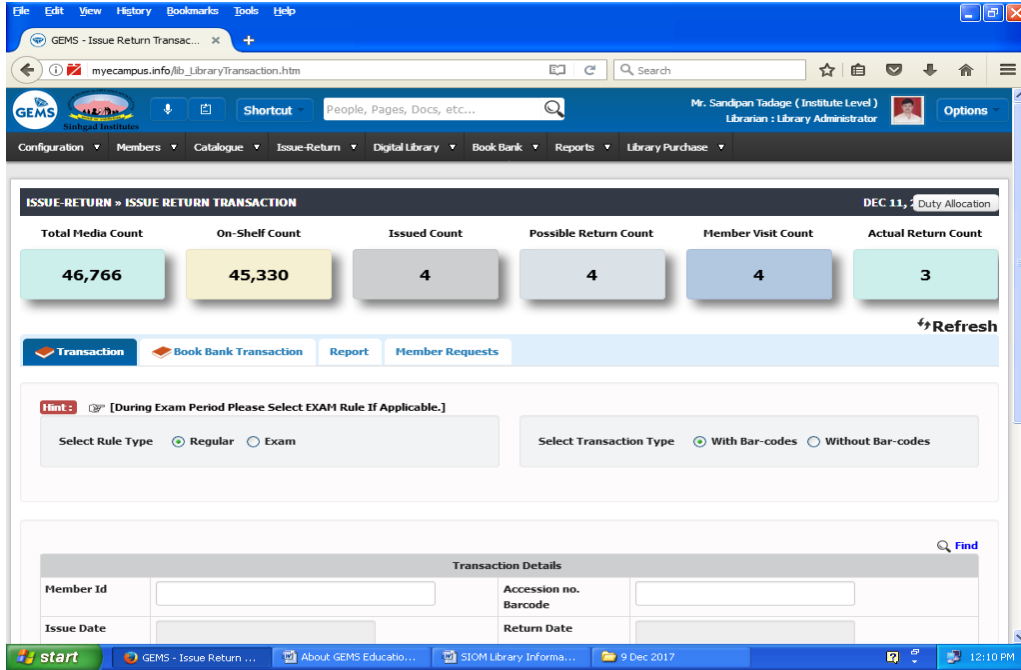 File Edit View History Bookmarks Tools Help
GEMS - Issue Return Transac...
myecampus.info/lib_LibraryTransaction.htm
Search
GEMS
Sinhgad Institutes
Shortcut
People, Pages, Docs, etc...
Mr. Sandipan Tadage ( Institute Level )
Librarian : Library Administrator
Options
Configuration Members Catalogue Issue-Return Digital Library Book Bank Reports Library Purchase
ISSUE-RETURN » ISSUE RETURN TRANSACTION
DEC 11,
Duty Allocation
Total Media Count On-Shelf Count Issued Count Possible Return Count Member Visit Count Actual Return Count
46,766 45,330 4 4 4 3
Refresh
Transaction Book Bank Transaction Report Member Requests
Hint : [During Exam Period Please Select EXAM Rule If Applicable.]
Select Rule Type Regular Exam
Select Transaction Type With Bar-codes Without Bar-codes
Find
Transaction Details
Member Id
Accession no.
Barcode
Issue Date
Return Date
start
GEMS - Issue Return ...
About GEMS Educatio...
SIOM Library Informa...
9 Dec 2017
12:10 PM